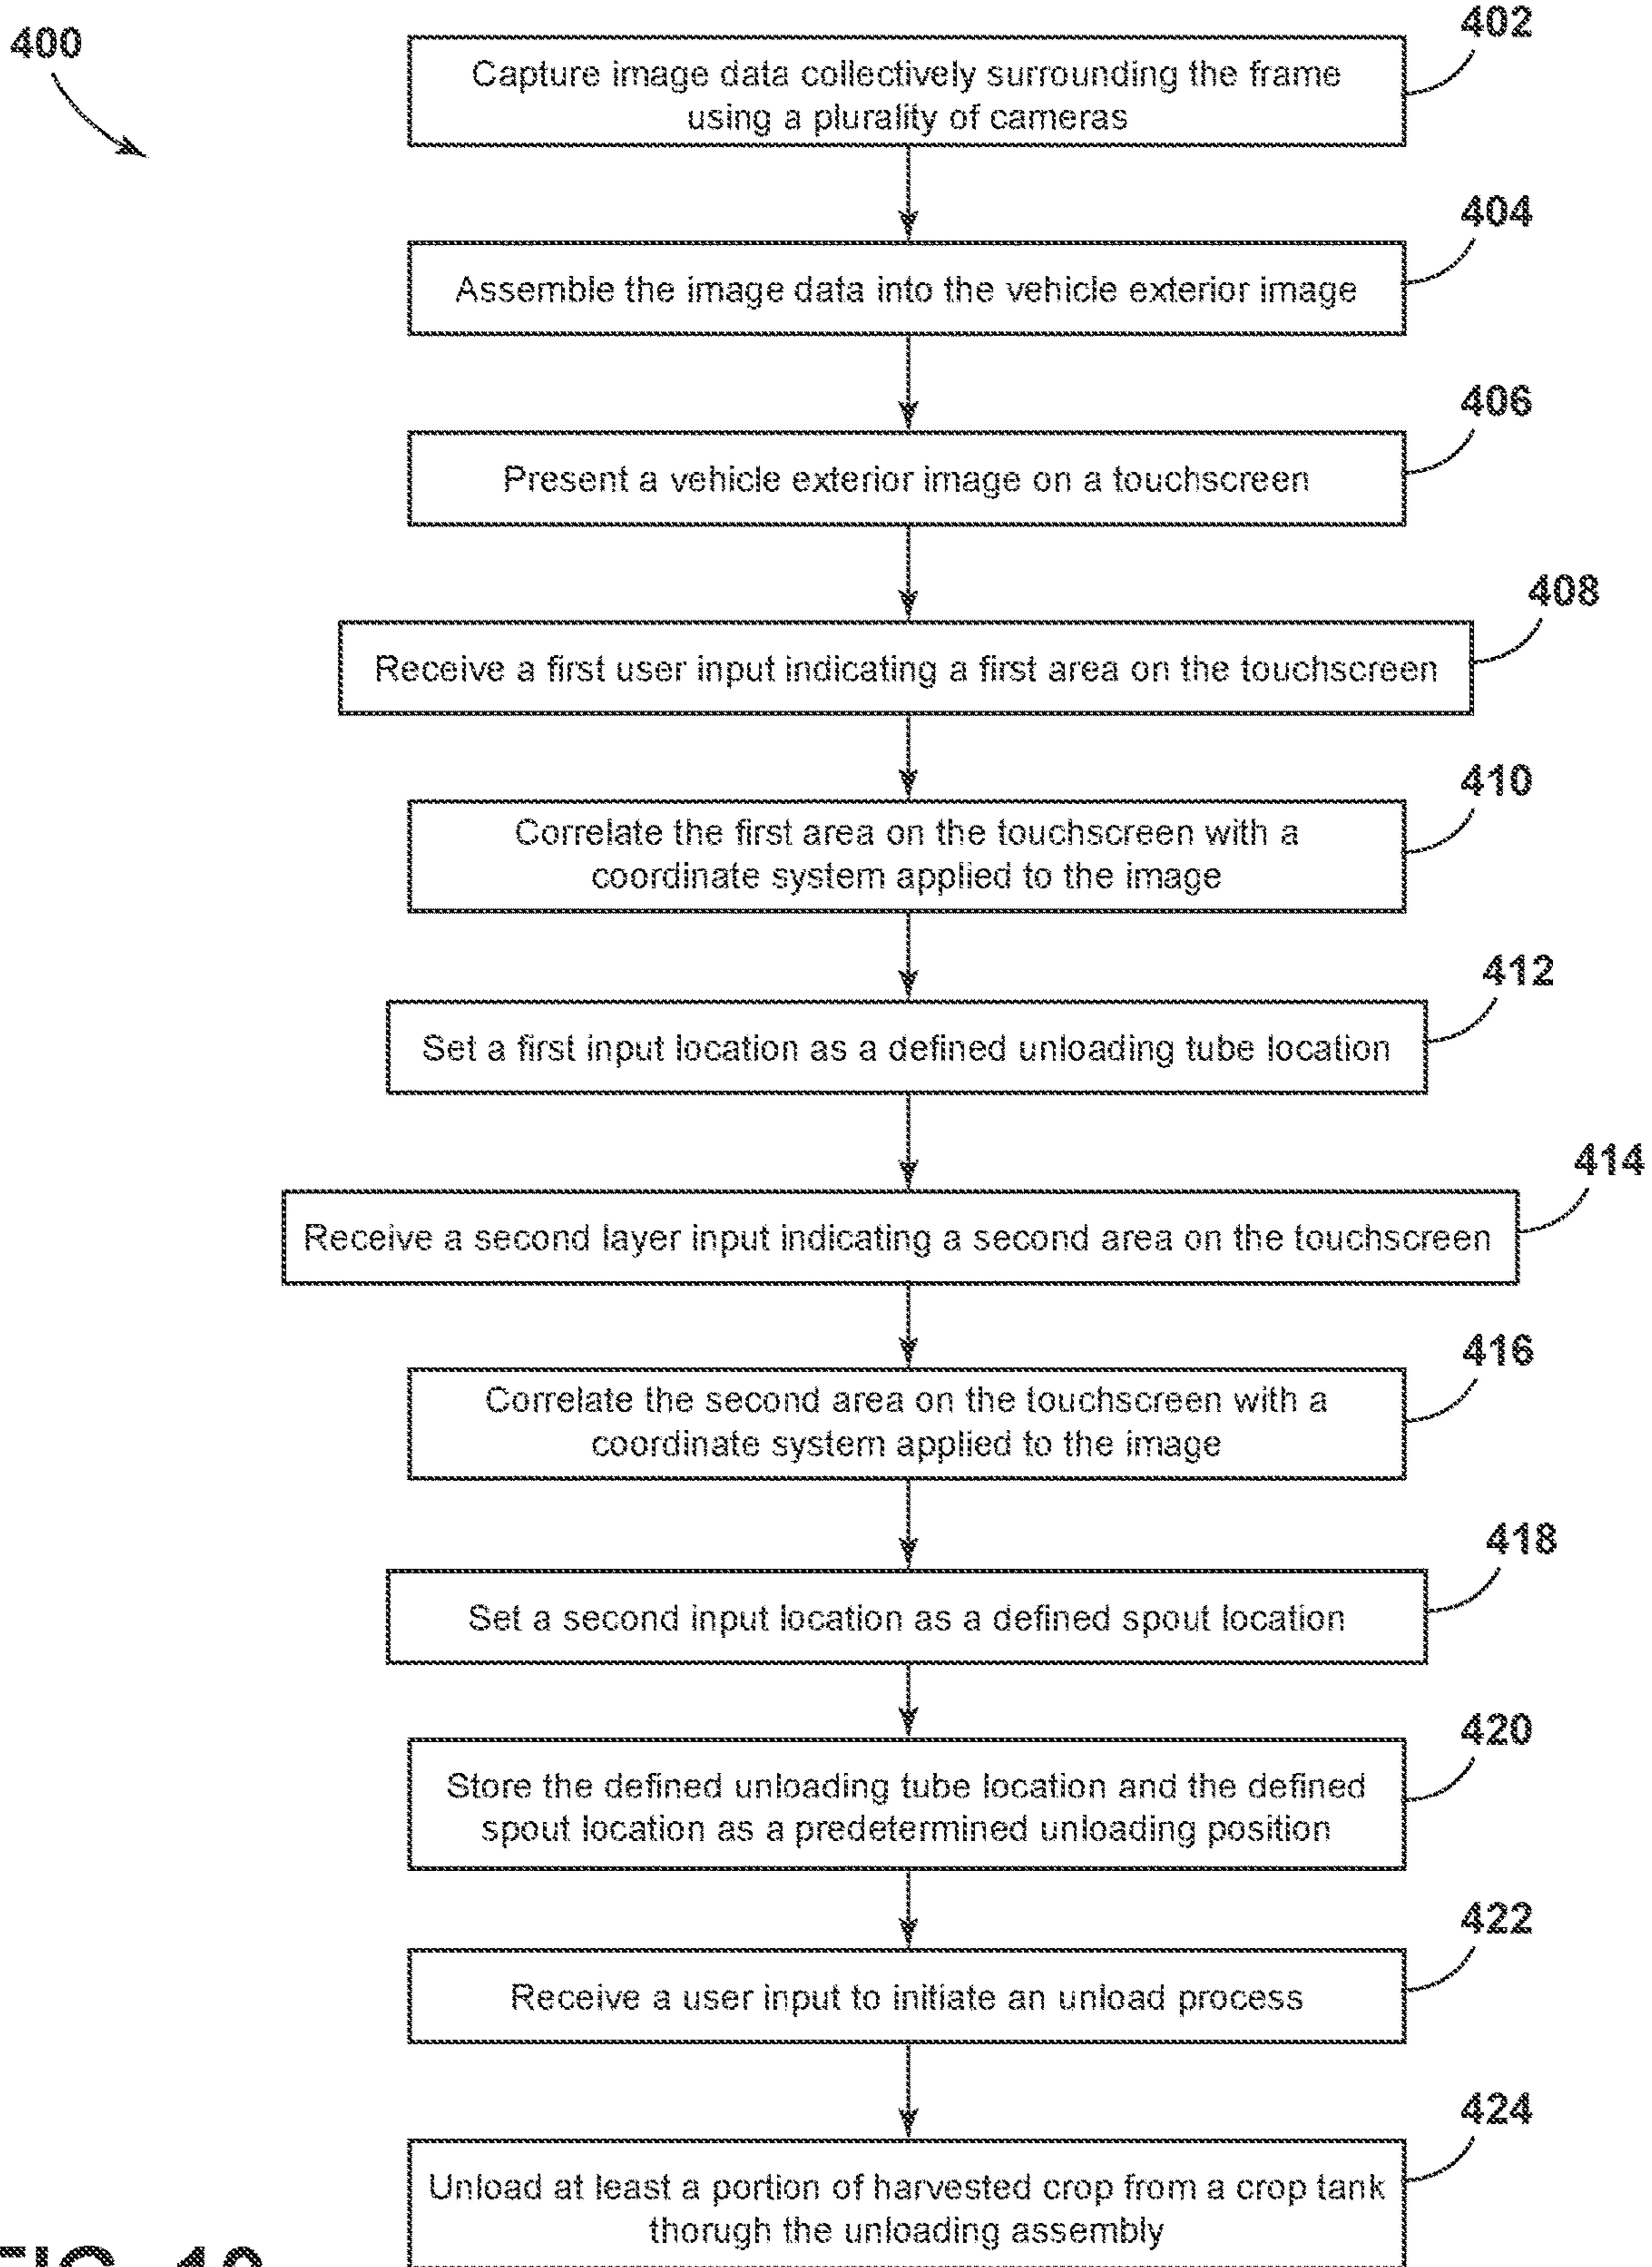 400
402
Capture image data collectively surrounding the frame
using a plurality of cameras
404
Assemble the image data into the vehicle exterior image
406
Present a vehicle exterior image on a touchscreen
408
Receive a first user input indicating a first area on the touchscreen
410
Correlate the first area on the touchscreen with a
coordinate system applied to the image
412
Set a first input location as a defined unloading tube location
414
Receive a second layer input indicating a second area on the touchscreen
416
Correlate the second area on the touchscreen with a
coordinate system applied to the image
418
Set a second input location as a defined spout location
420
Store the defined unloading tube location and the defined
spout location as a predetermined unloading position
422
Receive a user input to initiate an unload process
424
Unload at least a portion of harvested crop from a crop tank
thorugh the unloading assembly